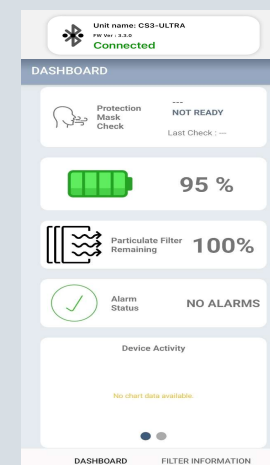 Unit name: CS3-ULTRA
FW Ver : 3.3.0
Connected
DASHBOARD
Protection
Mask
Check
---
NOT READY
Last Check : ---
95 %
Particulate Filter
Remaining
100%
Alarm
Status
NO ALARMS
Device Activity
No chart data available.
DASHBOARD
FILTER INFORMATION